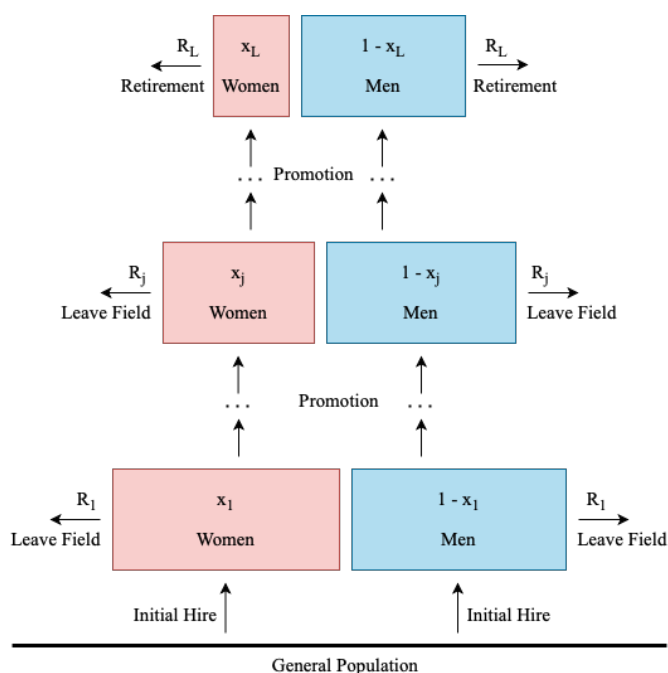 R_L x_L 1 - x_L R_L
Retirement Women Men Retirement
... Promotion ...
R_j x_j 1 - x_j R_j
Leave Field Women Men Leave Field
... Promotion ...
R_1 x_1 1 - x_1 R_1
Leave Field Women Men Leave Field
Initial Hire Initial Hire
General Population